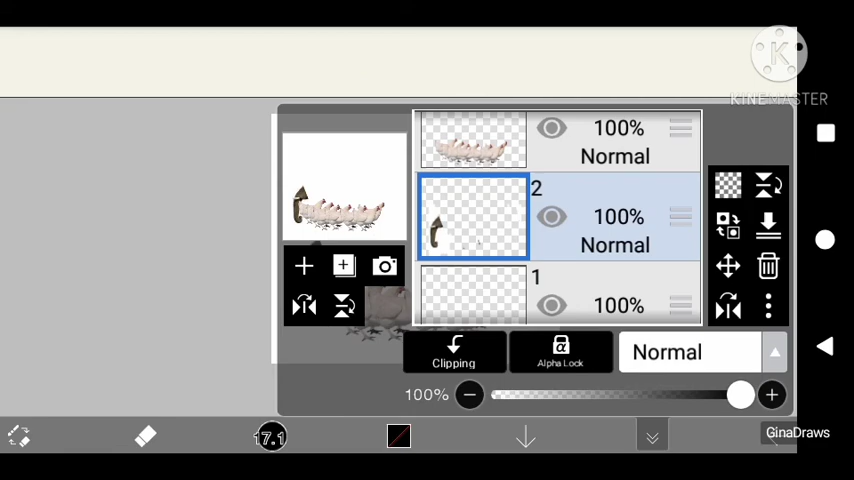 K
KINEMASTER
100%
Normal
2
100%
Normal
1
100%
Clipping
α
Alpha Lock
Normal
100%
17.1
GinaDraws